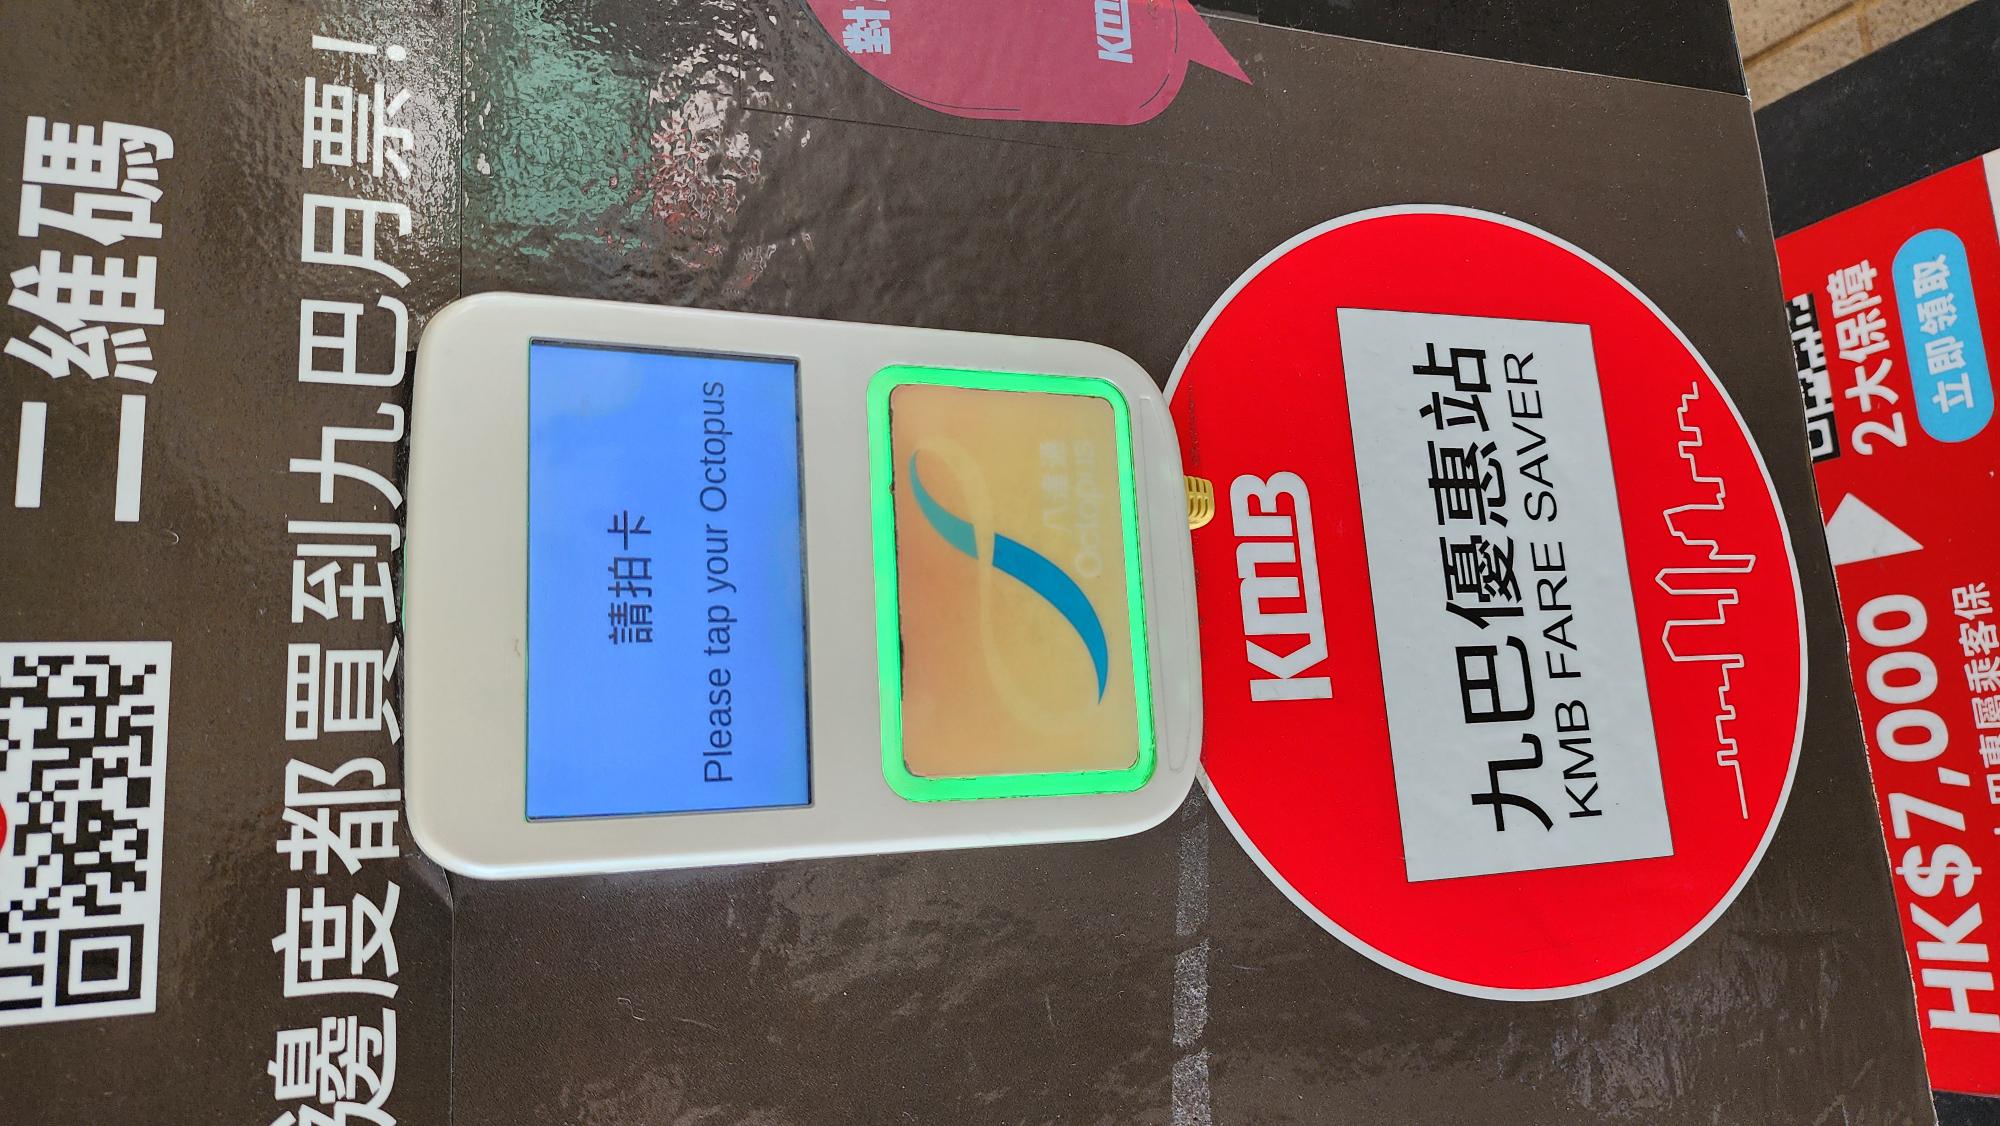 二維碼
邊度都買到九巴月票!
請拍卡
Please tap your Octopus
八達通
Octopus
對
KMB
KMB
九巴優惠站
KMB FARE SAVER
HK$7,000
2大保障
立即領取